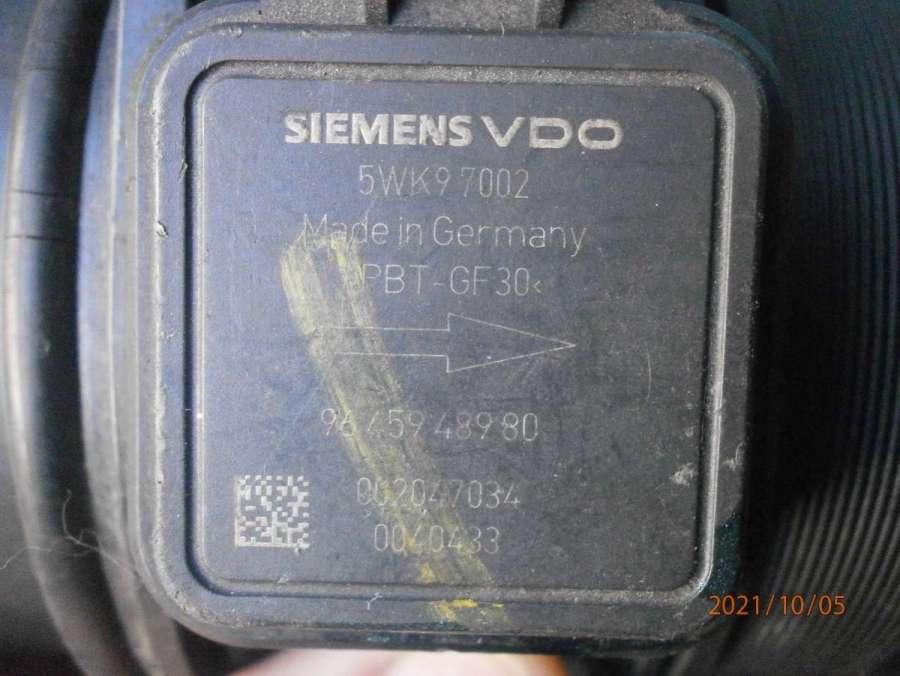 SIEMENS VDO
5WK9 7002
Made in Germany
PBT-GF30<
96 459 489 80
002047034
0040433
2021/10/05